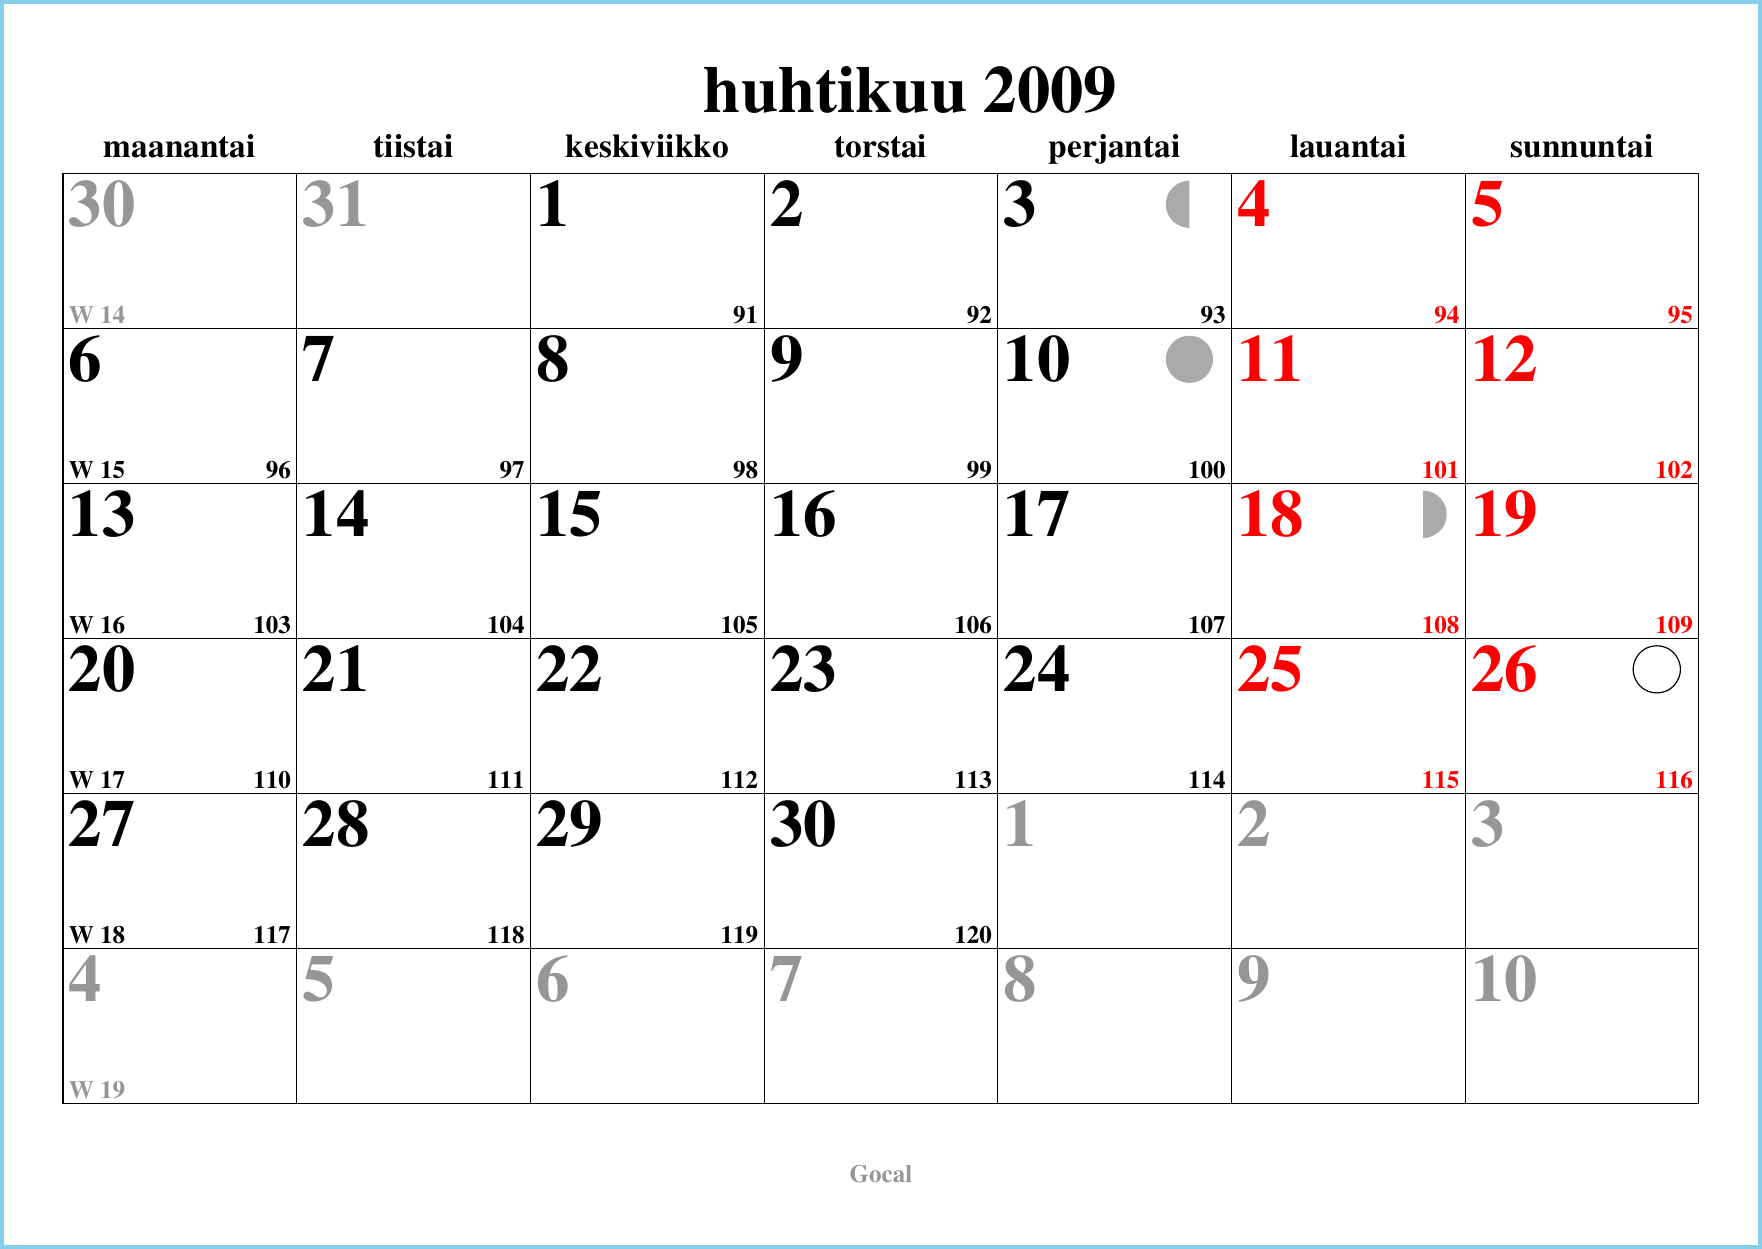 huhtikuu 2009
maanantai tiistai keskiviikko torstai perjantai lauantai sunnuntai
30 31 1 2 3 4 5
W 14 91 92 93 94 95
6 7 8 9 10 11 12
W 15 96 97 98 99 100 101 102
13 14 15 16 17 18 19
W 16 103 104 105 106 107 108 109
20 21 22 23 24 25 26
W 17 110 111 112 113 114 115 116
27 28 29 30 1 2 3
W 18 117 118 119 120
4 5 6 7 8 9 10
W 19
Gocal